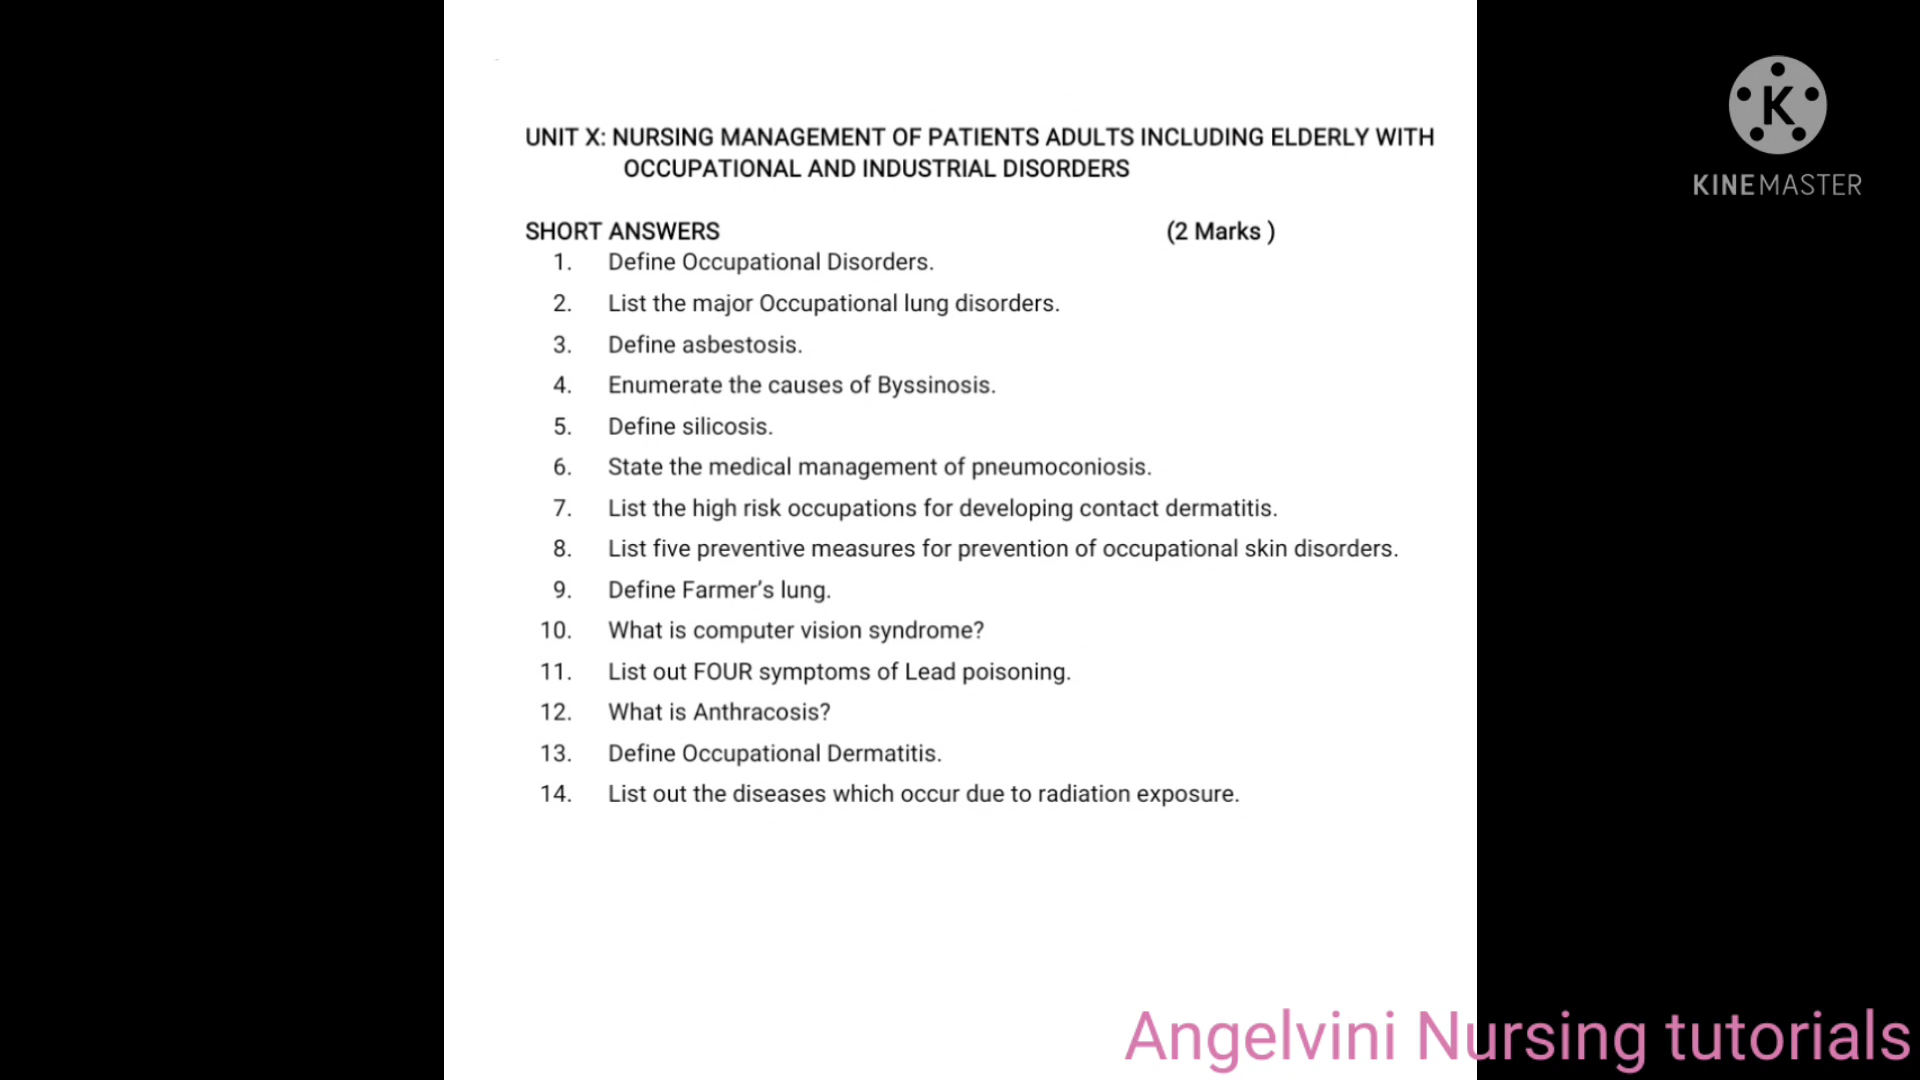 UNIT X: NURSING MANAGEMENT OF PATIENTS ADULTS INCLUDING ELDERLY WITH
OCCUPATIONAL AND INDUSTRIAL DISORDERS
SHORT ANSWERS (2 Marks )
1. Define Occupational Disorders.
2. List the major Occupational lung disorders.
3. Define asbestosis.
4. Enumerate the causes of Byssinosis.
5. Define silicosis.
6. State the medical management of pneumoconiosis.
7. List the high risk occupations for developing contact dermatitis.
8. List five preventive measures for prevention of occupational skin disorders.
9. Define Farmer’s lung.
10. What is computer vision syndrome?
11. List out FOUR symptoms of Lead poisoning.
12. What is Anthracosis?
13. Define Occupational Dermatitis.
14. List out the diseases which occur due to radiation exposure.
K
KINEMASTER
Angelvini Nursing tutorials